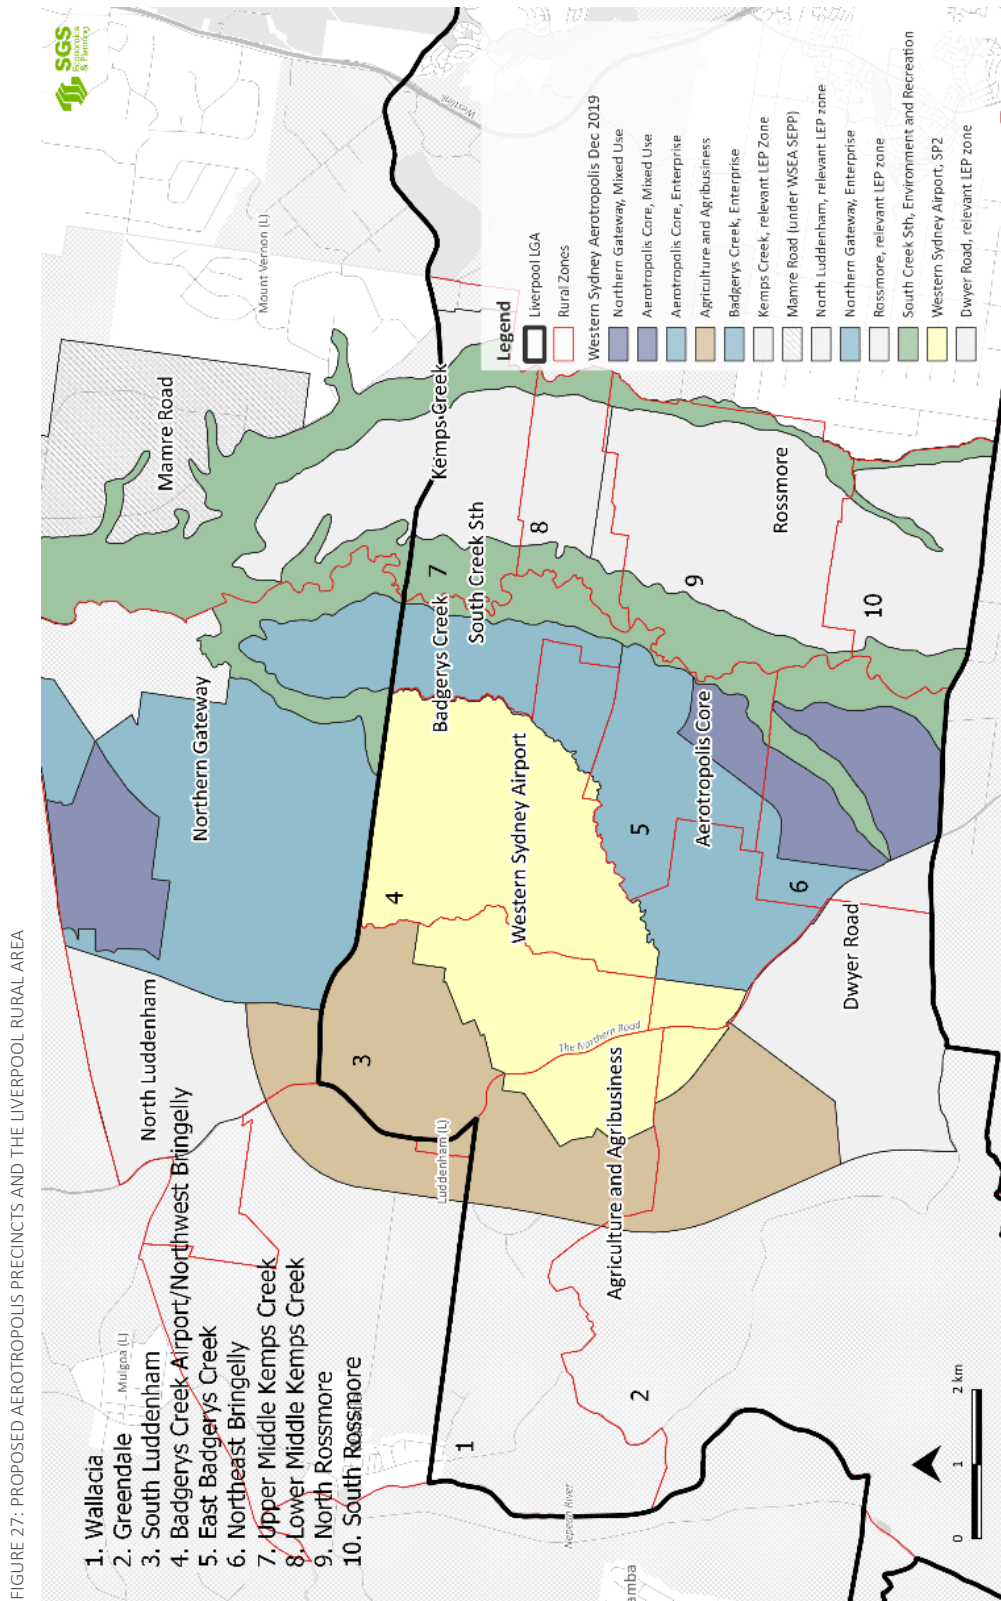 FIGURE 27: PROPOSED AEROTROPOLIS PRECINCTS AND THE LIVERPOOL RURAL AREA
SGS
Economics
& Planning
1. Wallacia
2. Greendale
3. South Luddenham
4. Badgerys Creek Airport/Northwest Bringelly
5. East Badgerys Creek
6. Northeast Bringelly
7. Upper Middle Kemps Creek
8. Lower Middle Kemps Creek
9. North Rossmore
10. South Rossmore
Mulgoa (L)
North Luddenham
Northern Gateway
Mamre Road
Mount Vernon (L)
Westlink
Luddenham (L)
Kemps Creek
Badgerys Creek
South Creek Sth
Western Sydney Airport
The Northern Road
Agriculture and Agribusiness
Aerotropolis Core
Rossmore
Dwyer Road
Nepean River
amba
1
2
3
4
5
6
7
8
9
10
Legend
Liverpool LGA
Rural Zones
Western Sydney Aerotropolis Dec 2019
Northern Gateway, Mixed Use
Aerotropolis Core, Mixed Use
Aerotropolis Core, Enterprise
Agriculture and Agribusiness
Badgerys Creek, Enterprise
Kemps Creek, relevant LEP Zone
Mamre Road (under WSEA SEPP)
North Luddenham, relevant LEP zone
Northern Gateway, Enterprise
Rossmore, relevant LEP zone
South Creek Sth, Environment and Recreation
Western Sydney Airport, SP2
Dwyer Road, relevant LEP zone
0 1 2 km